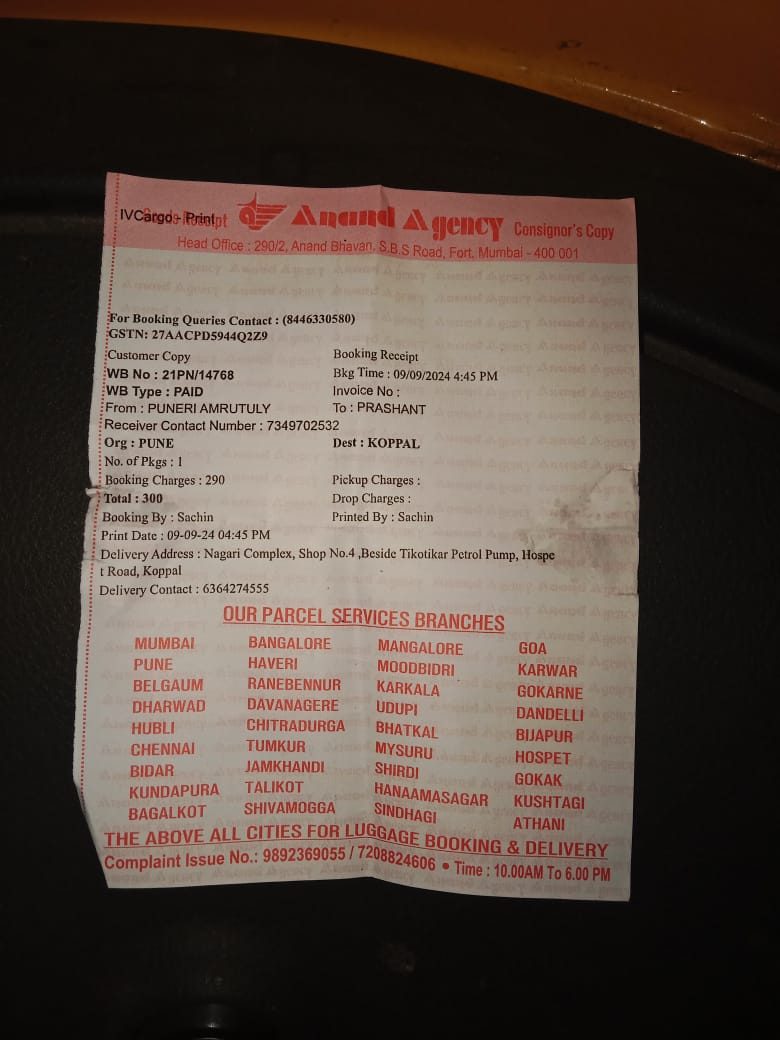 IVCargo - Print
Anand Agency Consignor's Copy
Head Office : 290/2, Anand Bhavan, S.B.S Road, Fort, Mumbai - 400 001
For Booking Queries Contact : (8446330580)
GSTN: 27AACPD5944Q2Z9
Customer Copy Booking Receipt
WB No : 21PN/14768 Bkg Time : 09/09/2024 4:45 PM
WB Type : PAID Invoice No :
From : PUNERI AMRUTULY To : PRASHANT
Receiver Contact Number : 7349702532
Org : PUNE Dest : KOPPAL
No. of Pkgs : 1
Booking Charges : 290 Pickup Charges :
Total : 300 Drop Charges :
Booking By : Sachin Printed By : Sachin
Print Date : 09-09-24 04:45 PM
Delivery Address : Nagari Complex, Shop No.4 ,Beside Tikotikar Petrol Pump, Hospe
t Road, Koppal
Delivery Contact : 6364274555
OUR PARCEL SERVICES BRANCHES
MUMBAI BANGALORE MANGALORE GOA
PUNE HAVERI MOODBIDRI KARWAR
BELGAUM RANEBENNUR KARKALA GOKARNE
DHARWAD DAVANAGERE UDUPI DANDELLI
HUBLI CHITRADURGA BHATKAL BIJAPUR
CHENNAI TUMKUR MYSURU HOSPET
BIDAR JAMKHANDI SHIRDI GOKAK
KUNDAPURA TALIKOT HANAAMASAGAR KUSHTAGI
BAGALKOT SHIVAMOGGA SINDHAGI ATHANI
THE ABOVE ALL CITIES FOR LUGGAGE BOOKING & DELIVERY
Complaint Issue No.: 9892369055 / 7208824606 • Time : 10.00AM To 6.00 PM